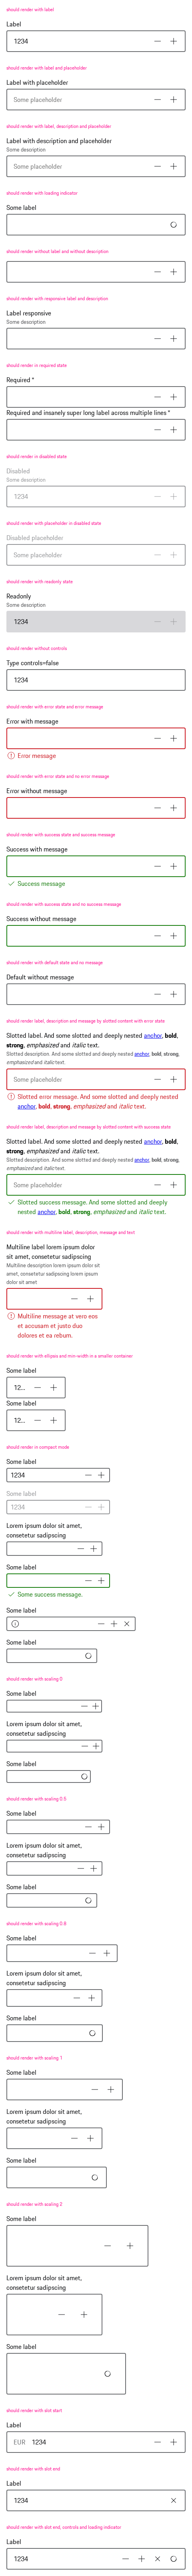 should render with label
Label
1234
should render with label and placeholder
Label with placeholder
Some placeholder
should render with label, description and placeholder
Label with description and placeholder
Some description
Some placeholder
should render with loading indicator
Some label
should render without label and without description
should render with responsive label and description
Label responsive
Some description
should render in required state
Required *
Required and insanely super long label across multiple lines *
should render with disabled state
Disabled
Some description
1234
should render with placeholder in disabled state
Disabled placeholder
Some placeholder
should render with readonly state
Readonly
Some description
1234
should render without controls
Type controls=false
1234
should render with error state and error message
Error with message
Error message
should render with error state and no error message
Error without message
should render with success state and success message
Success with message
Success message
should render with success state and no success message
Success without message
should render with default state and no message
Default without message
should render label, description and message by slotted content with error state
Slotted label. And some slotted and deeply nested anchor, bold,
strong, emphasized and italic text.
Slotted description. And some slotted and deeply nested anchor, bold, strong,
emphasized and italic text.
Some placeholder
Slotted error message. And some slotted and deeply nested
anchor, bold, strong, emphasized and italic text.
should render label, description and message by slotted content with success state
Slotted label. And some slotted and deeply nested anchor, bold,
strong, emphasized and italic text.
Slotted description. And some slotted and deeply nested anchor, bold, strong,
emphasized and italic text.
Some placeholder
Slotted success message. And some slotted and deeply
nested anchor, bold, strong, emphasized and italic text.
should render with multiline label, description, message and text
Multiline label lorem ipsum dolor
sit amet, consetetur sadipscing
Multiline description lorem ipsum dolor sit
amet, consetetur sadipscing lorem ipsum
dolor sit amet
Multiline message at vero eos
et accusam et justo duo
dolores et ea rebum.
should render with ellipsis and min-width in a smaller container
Some label
12...
Some label
12...
should render in compact mode
Some label
1234
Some label
1234
Lorem ipsum dolor sit amet,
consetetur sadipscing
Some label
Some success message.
Some label
Some label
should render with scaling 0
Some label
Lorem ipsum dolor sit amet,
consetetur sadipscing
Some label
should render with scaling 0.5
Some label
Lorem ipsum dolor sit amet,
consetetur sadipscing
Some label
should render with scaling 0.8
Some label
Lorem ipsum dolor sit amet,
consetetur sadipscing
Some label
should render with scaling 1
Some label
Lorem ipsum dolor sit amet,
consetetur sadipscing
Some label
should render with scaling 2
Some label
Lorem ipsum dolor sit amet,
consetetur sadipscing
Some label
should render with slot start
Label
EUR 1234
should render with slot end
Label
1234
should render with slot end, controls and loading indicator
Label
1234